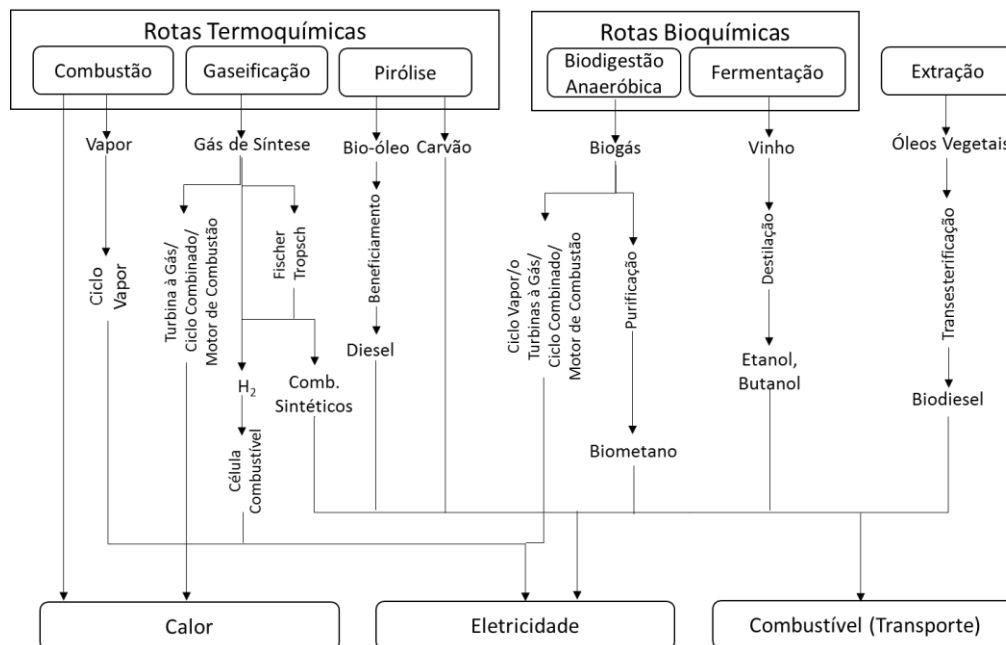 Rotas Termoquímicas
Combustão
Gaseificação
Pirólise
Rotas Bioquímicas
Biodigestão
Anaeróbica
Fermentação
Extração
Vapor
Gás de Síntese
Bio-óleo
Carvão
Biogás
Vinho
Óleos Vegetais
Ciclo
Vapor
Turbina à Gás/
Ciclo Combinado/
Motor de Combustão
Fischer
Tropsch
Beneficiamento
Ciclo Vapor/o
Turbinas à Gás/
Ciclo Combinado/
Motor de Combustão
Purificação
Destilação
Transesterificação
Diesel
H2
Comb.
Sintéticos
Etanol,
Butanol
Biodiesel
Célula
Combustível
Biometano
Calor
Eletricidade
Combustível (Transporte)